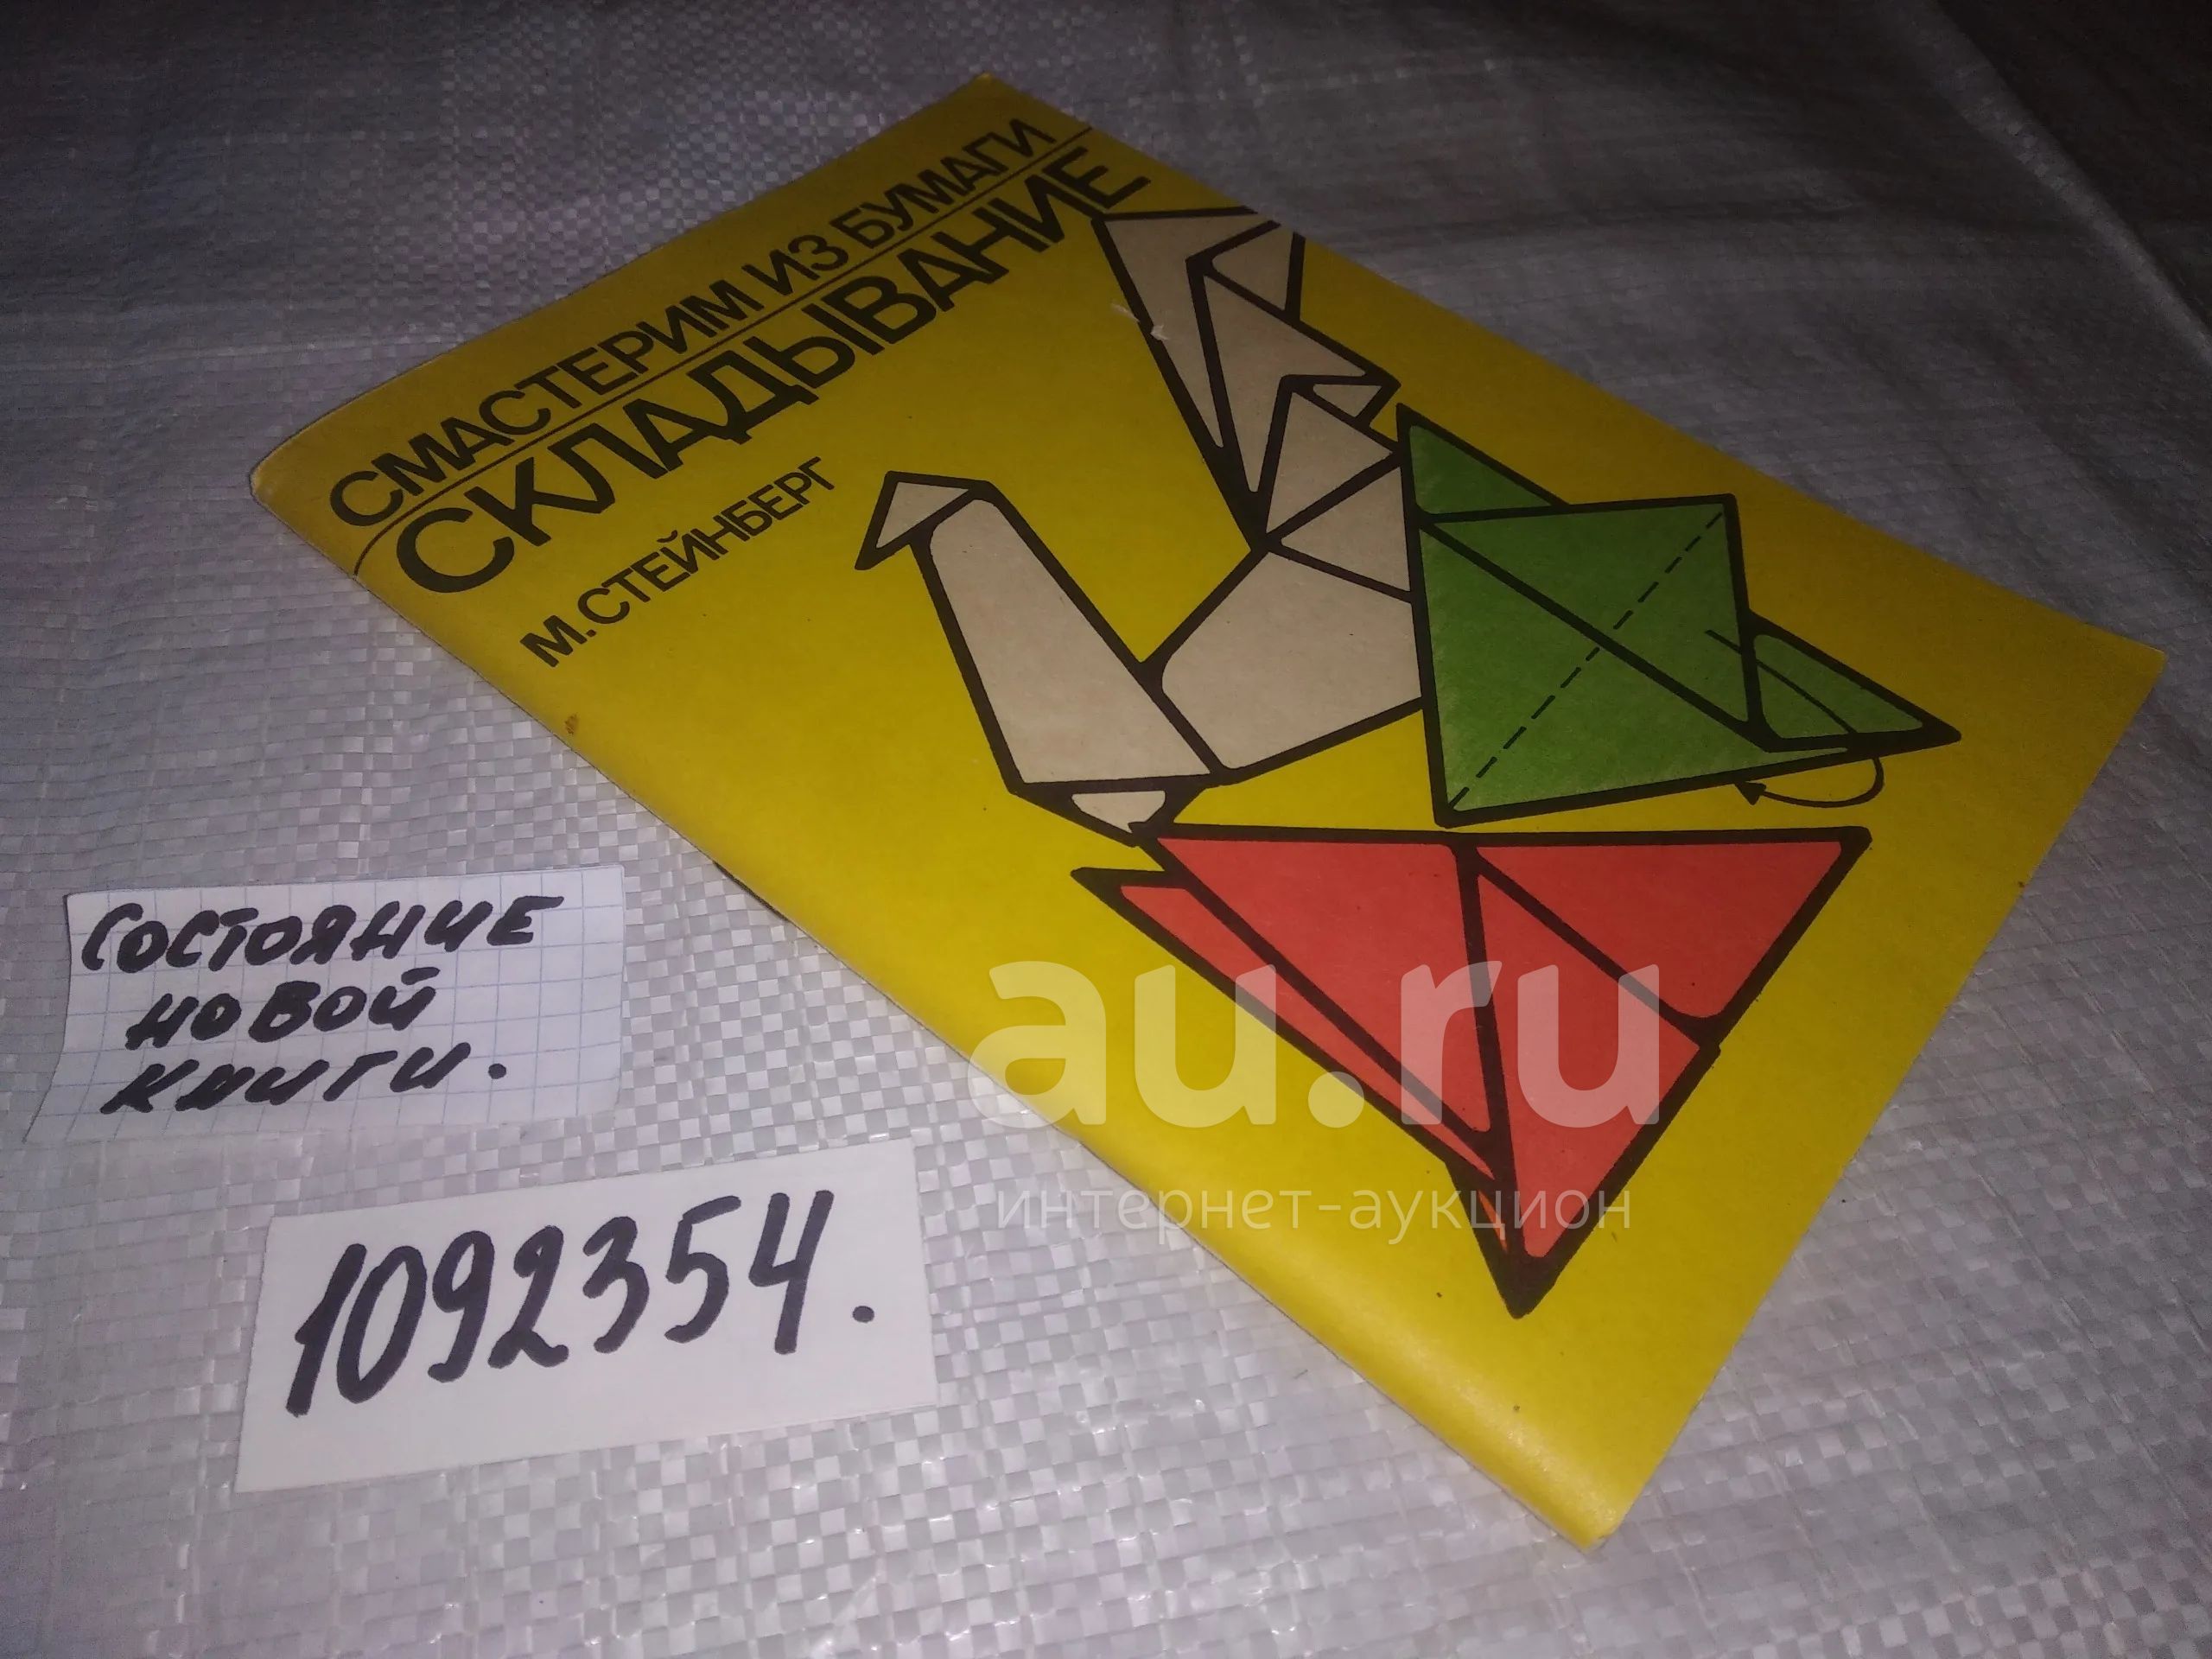 СМАСТЕРИМ ИЗ БУМАГИ
СКЛАДЫВАНИЕ
М.СТЕЙНБЕРГ
СОСТОЯНИЕ
НОВОЙ
КНИГИ.
1092354.
au.ru
интернет-аукцион